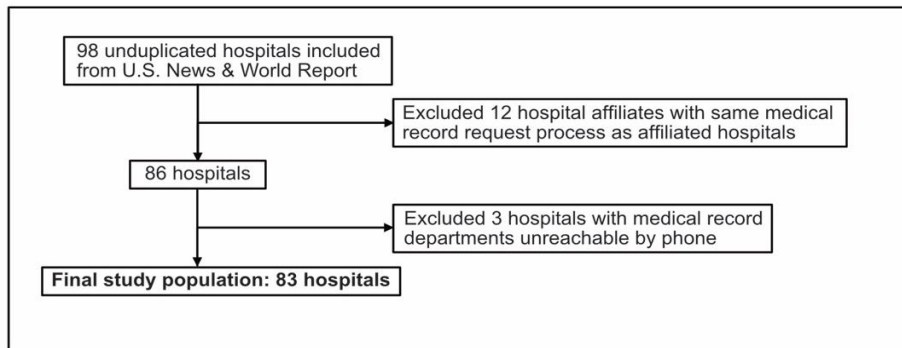 98 unduplicated hospitals included
from U.S. News & World Report
Excluded 12 hospital affiliates with same medical
record request process as affiliated hospitals
86 hospitals
Excluded 3 hospitals with medical record
departments unreachable by phone
Final study population: 83 hospitals